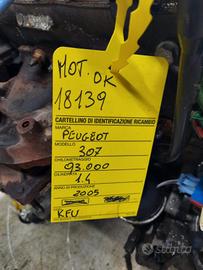 MOT. OK
18139
CARTELLINO DI IDENTIFICAZIONE RICAMBIO
MARCA
PEUGEOT
MODELLO
307
CHILOMETRAGGIO
93.000
CILINDRATA
1.4
ANNO DI PRODUZIONE
2005
KFU
Subito